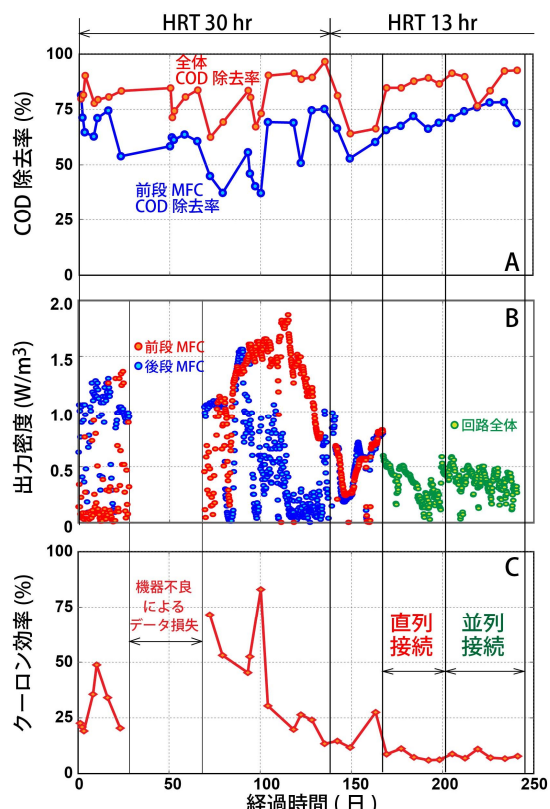 HRT 30 hr
HRT 13 hr
100
75
50
25
0
COD 除去率 (%)
全体
COD 除去率
前段 MFC
COD 除去率
A
2.0
1.5
1.0
0.5
0
出力密度 (W/m³)
前段 MFC
後段 MFC
回路全体
B
100
75
50
25
0
クーロン効率 (%)
機器不良
による
データ損失
直列
接続
並列
接続
C
0
50
100
150
200
250
経過時間 ( 日 )